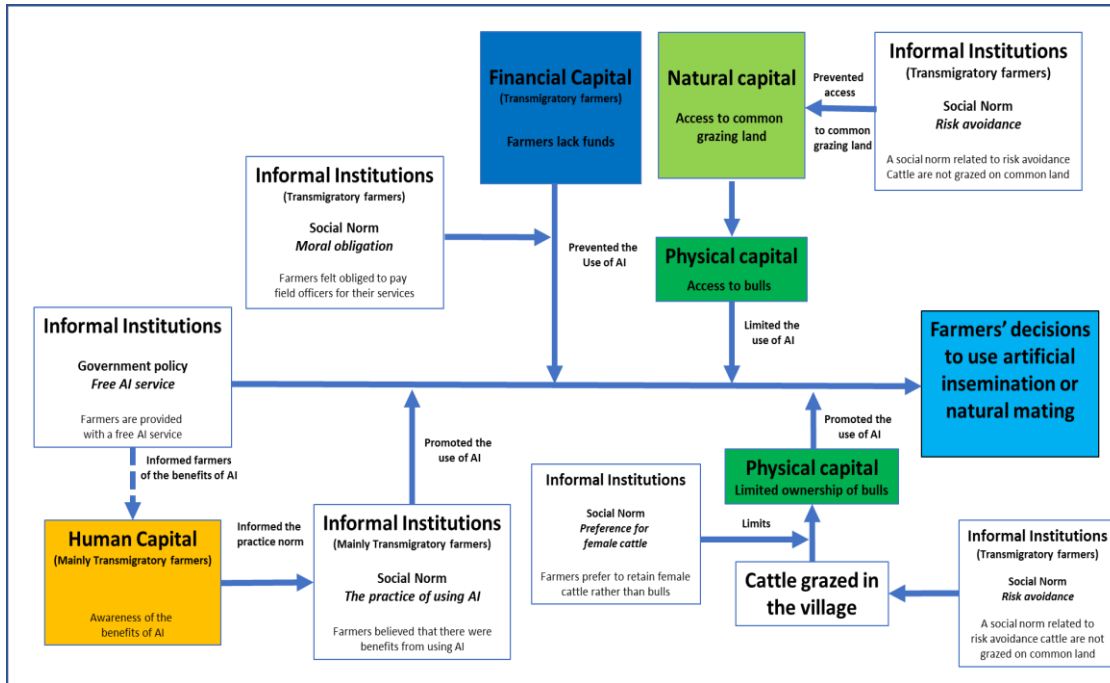 Financial Capital
(Transmigratory farmers)
Farmers lack funds
Natural capital
Access to common
grazing land
Prevented
access
to common
grazing land
Informal Institutions
(Transmigratory farmers)
Social Norm
Risk avoidance
A social norm related to risk avoidance
Cattle are not grazed on common land
Informal Institutions
(Transmigratory farmers)
Social Norm
Moral obligation
Farmers felt obliged to pay
field officers for their services
Prevented the
Use of AI
Physical capital
Access to bulls
Limited the
use of AI
Informal Institutions
Government policy
Free AI service
Farmers are provided
with a free AI service
Farmers' decisions
to use artificial
insemination or
natural mating
Informed farmers
of the benefits of AI
Promoted the
use of AI
Promoted
the use of AI
Physical capital
Limited ownership of bulls
Human Capital
(Mainly Transmigratory farmers)
Awareness of the
benefits of AI
Informed the
practice norm
Informal Institutions
(Mainly Transmigratory farmers)
Social Norm
The practice of using AI
Farmers believed that there were
benefits from using AI
Informal Institutions
Social Norm
Preference for
female cattle
Farmers prefer to retain female
cattle rather than bulls
Limits
Cattle grazed in
the village
Informal Institutions
(Transmigratory farmers)
Social Norm
Risk avoidance
A social norm related to
risk avoidance cattle are not
grazed on common land